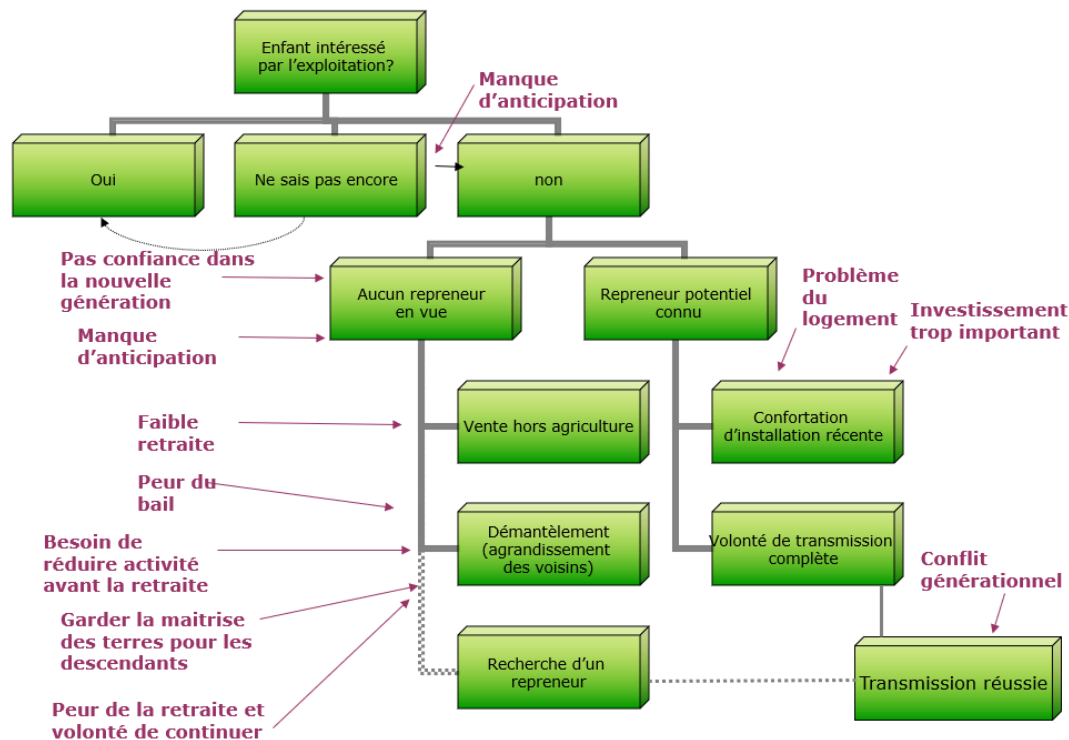 Enfant intéressé
par l'exploitation?
Manque
d'anticipation
Oui
Ne sais pas encore
non
Pas confiance dans
la nouvelle
génération
Aucun repreneur
en vue
Repreneur potentiel
connu
Problème
du
logement
Investissement
trop important
Manque
d'anticipation
Vente hors agriculture
Confortation
d'installation récente
Faible
retraite
Peur du
bail
Démantèlement
(agrandissement
des voisins)
Volonté de transmission
complète
Besoin de
réduire activité
avant la retraite
Conflit
générationnel
Garder la maitrise
des terres pour les
descendants
Recherche d'un
repreneur
Transmission réussie
Peur de la retraite et
volonté de continuer